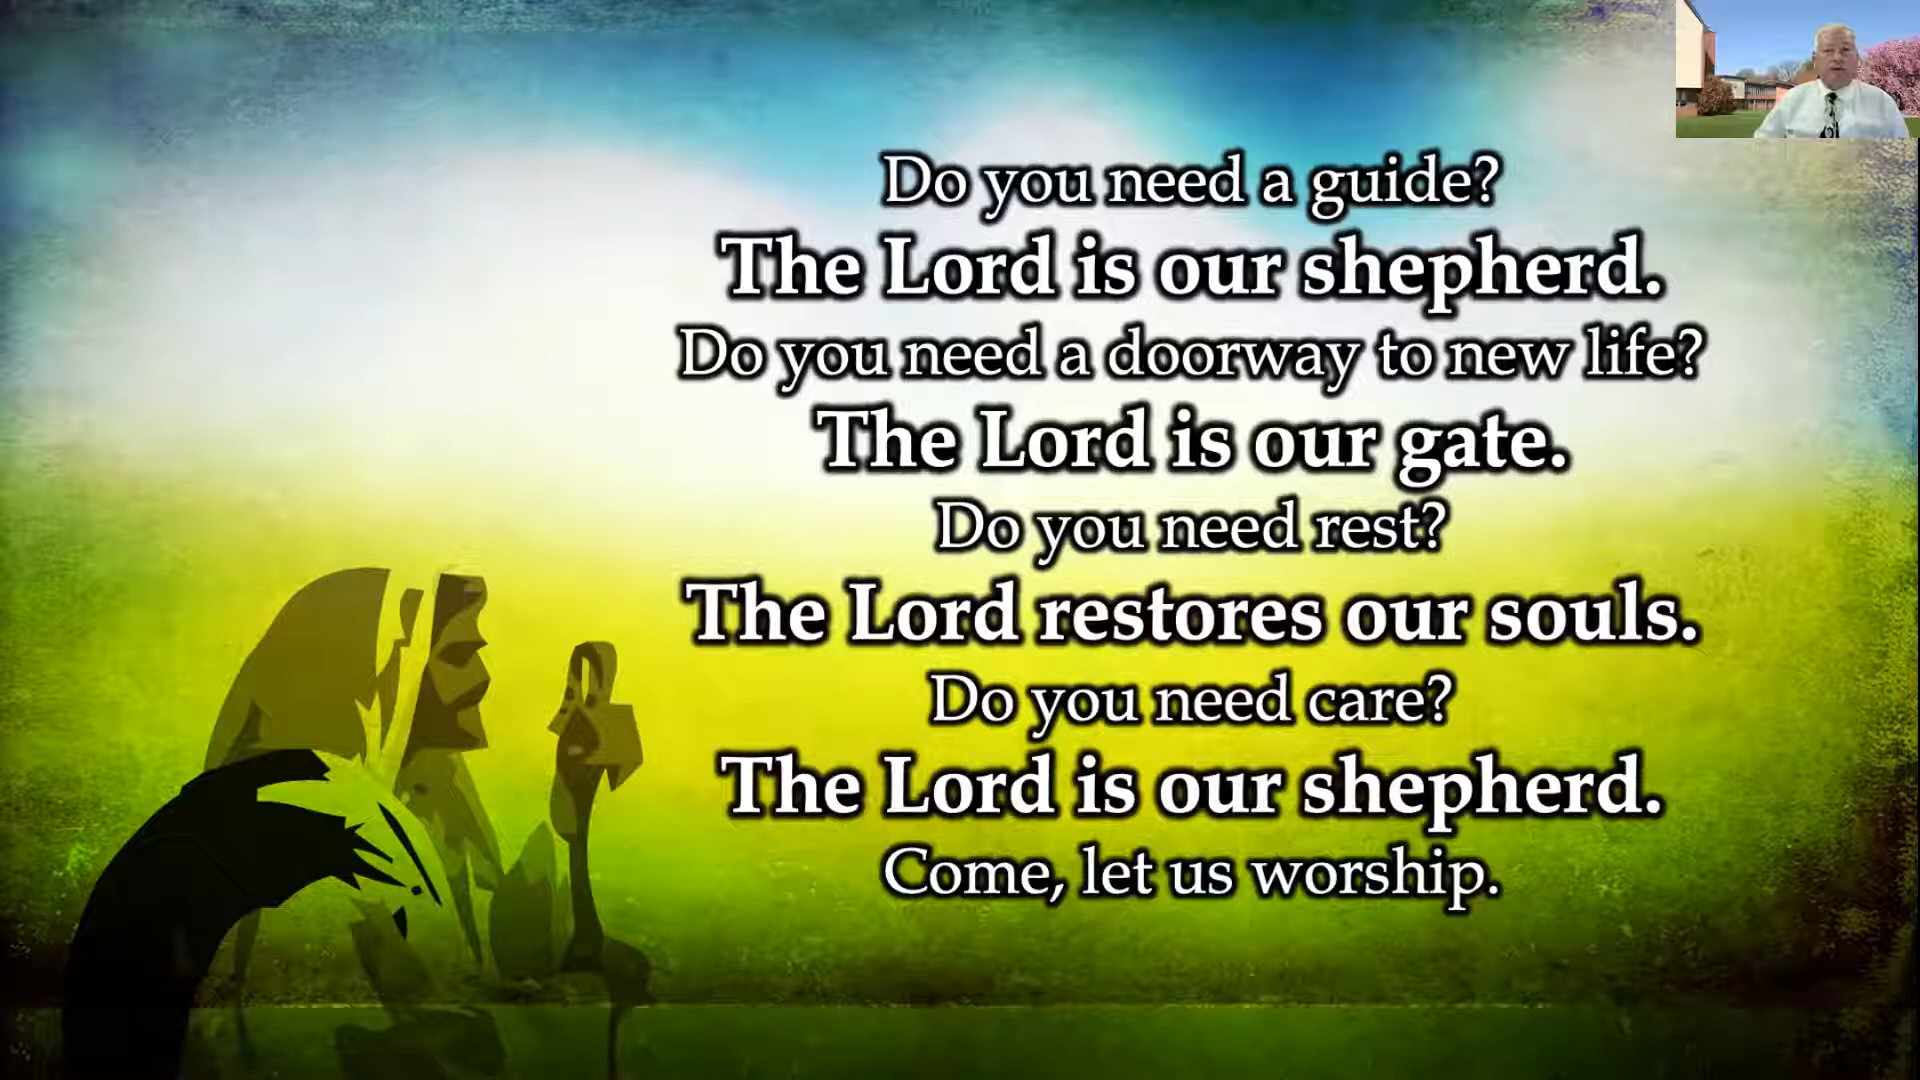 Do you need a guide?
The Lord is our shepherd.
Do you need a doorway to new life?
The Lord is our gate.
Do you need rest?
The Lord restores our souls.
Do you need care?
The Lord is our shepherd.
Come, let us worship.